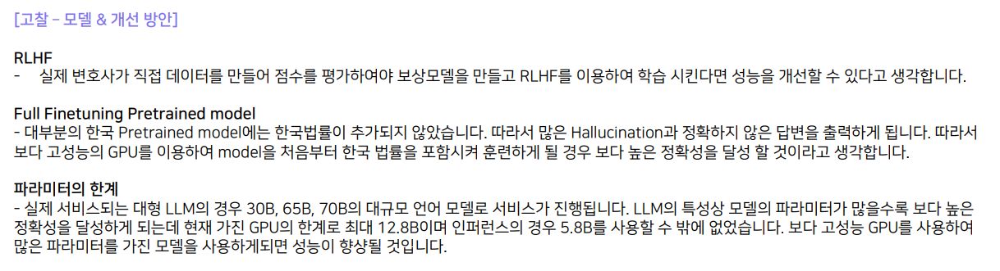 [고찰 – 모델 & 개선 방안]
RLHF
- 실제 변호사가 직접 데이터를 만들어 점수를 평가하여야 보상모델을 만들고 RLHF를 이용하여 학습 시킨다면 성능을 개선할 수 있다고 생각합니다.
Full Finetuning Pretrained model
- 대부분의 한국 Pretrained model에는 한국법률이 추가되지 않았습니다. 따라서 많은 Hallucination과 정확하지 않은 답변을 출력하게 됩니다. 따라서
보다 고성능의 GPU를 이용하여 model을 처음부터 한국 법률을 포함시켜 훈련하게 될 경우 보다 높은 정확성을 달성 할 것이라고 생각합니다.
파라미터의 한계
- 실제 서비스되는 대형 LLM의 경우 30B, 65B, 70B의 대규모 언어 모델로 서비스가 진행됩니다. LLM의 특성상 모델의 파라미터가 많을수록 보다 높은
정확성을 달성하게 되는데 현재 가진 GPU의 한계로 최대 12.8B이며 인퍼런스의 경우 5.8B를 사용할 수 밖에 없었습니다. 보다 고성능 GPU를 사용하여
많은 파라미터를 가진 모델을 사용하게되면 성능이 향샹될 것입니다.